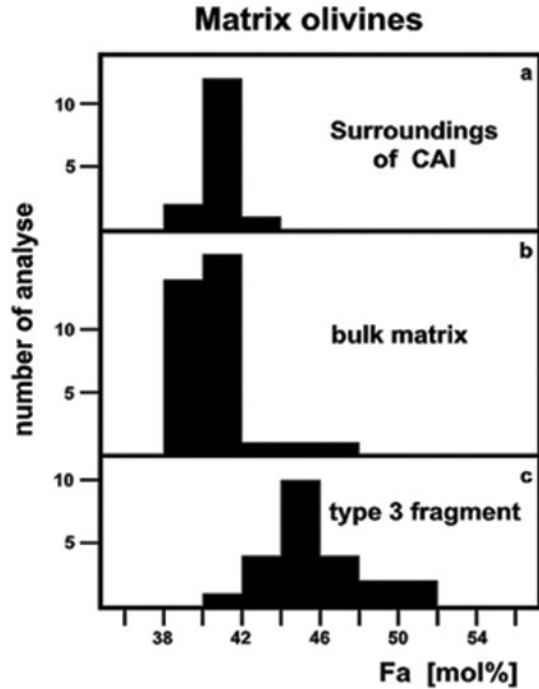 Matrix olivines
a
10
5
Surroundings
of CAI
b
10
5
bulk matrix
c
10
5
type 3 fragment
number of analyse
38 42 46 50 54
Fa [mol%]